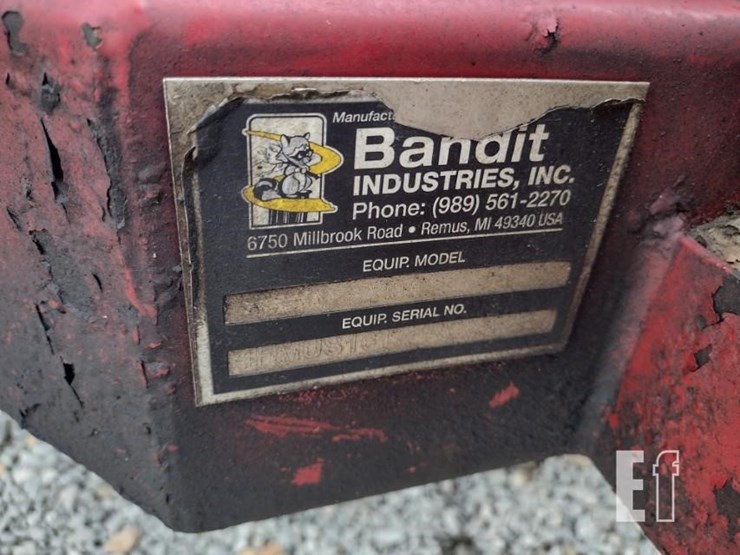 Manufact
Bandit
INDUSTRIES, INC.
Phone: (989) 561-2270
6750 Millbrook Road • Remus, MI 49340 USA
EQUIP. MODEL
EQUIP. SERIAL NO.
Ef